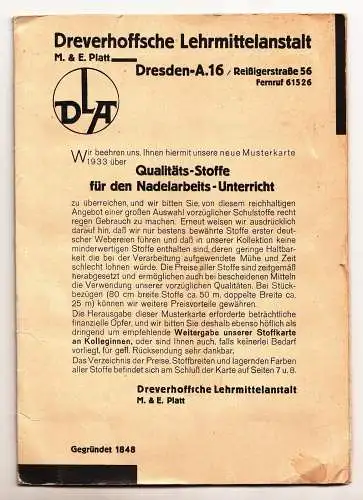 Dreverhoffsche Lehrmittelanstalt
M. & E. Platt
Dresden-A.16 / Reißigerstraße 56
Fernruf 61526
DLA
Wir beehren uns, Ihnen hiermit unsere neue Musterkarte
1933 über
Qualitäts-Stoffe
für den Nadelarbeits-Unterricht
zu überreichen, und wir bitten Sie, von diesem reichhaltigen
Angebot einer großen Auswahl vorzüglicher Schulstoffe recht
regen Gebrauch zu machen. Erneut weisen wir ausdrücklich
darauf hin, daß wir nur bestens bewährte Stoffe erster deut-
scher Webereien führen und daß in unserer Kollektion keine
minderwertigen Stoffe enthalten sind, deren geringe Haltbar-
keit die bei der Verarbeitung aufgewendete Mühe und Zeit
schlecht lohnen würde. Die Preise aller Stoffe sind zeitgemäß
herabgesetzt und ermöglichen auch bei bescheidenen Mitteln
die Verwendung unserer vorzüglichen Qualitäten. Bei Stück-
bezügen (80 cm breite Stoffe ca. 50 m, doppelte Breite ca.
25 m) können wir weitere Preisvorteile gewähren.
Die Herausgabe dieser Musterkarte erforderte beträchtliche
finanzielle Opfer, und wir bitten Sie deshalb ebenso höflich als
dringend um empfehlende Weitergabe unserer Stoffkarte
an Kolleginnen, oder sind Ihnen auch, falls keinerlei Bedarf
vorliegt, für gefl. Rücksendung sehr dankbar.
Das Verzeichnis der Preise, Stoffbreiten und lagernden Farben
aller Stoffe befindet sich am Schluß der Karte auf Seiten 7 u. 8.
Dreverhoffsche Lehrmittelanstalt
M. & E. Platt
Gegründet 1848